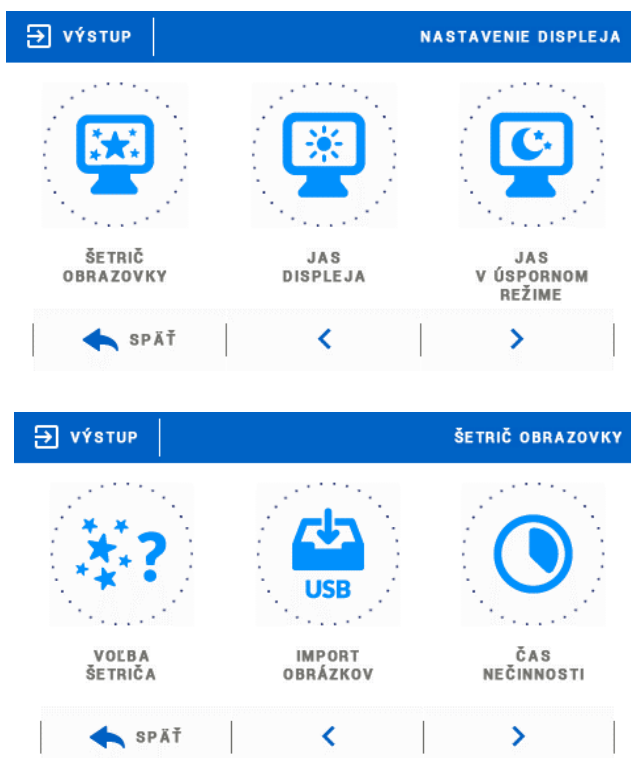 VÝSTUP NASTAVENIE DISPLEJA
ŠETRIČ
OBRAZOVKY
JAS
DISPLEJA
JAS
V ÚSPORNOM
REŽIME
SPÄŤ
VÝSTUP ŠETRIČ OBRAZOVKY
?
USB
VOĽBA
ŠETRIČA
IMPORT
OBRÁZKOV
ČAS
NEČINNOSTI
SPÄŤ